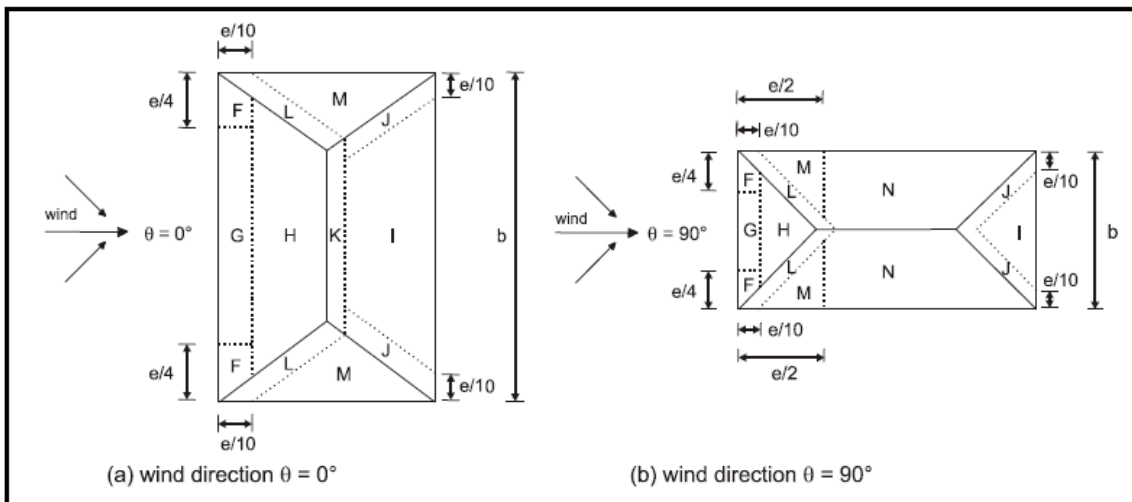 e/10
e/4
F
L
M
J
e/10
wind
θ = 0°
G
H
K
I
b
e/4
F
L
M
J
e/10
e/10
(a) wind direction θ = 0°
e/2
e/10
e/4
F
M
L
N
J
e/10
wind
θ = 90°
G
H
I
b
e/4
F
L
M
N
J
e/10
e/10
e/2
(b) wind direction θ = 90°